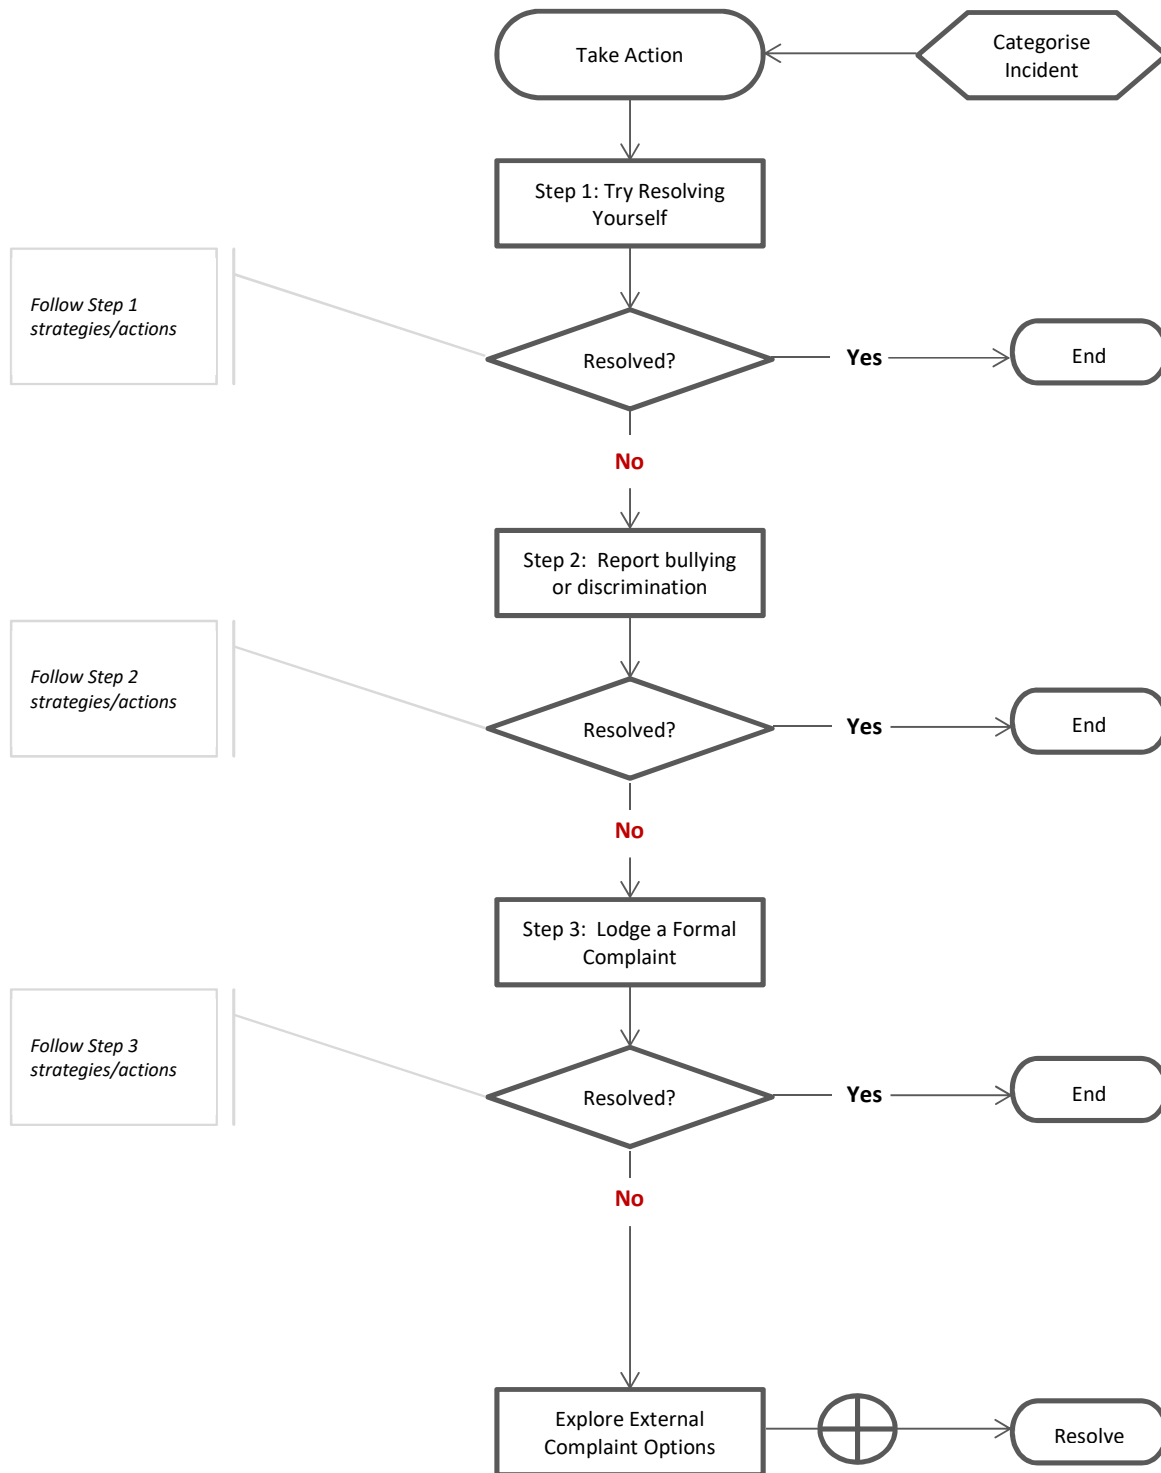 Take Action
Categorise
Incident
Step 1: Try Resolving
Yourself
Follow Step 1
strategies/actions
Resolved?
Yes
End
No
Step 2:  Report bullying
or discrimination
Follow Step 2
strategies/actions
Resolved?
Yes
End
No
Step 3:  Lodge a Formal
Complaint
Follow Step 3
strategies/actions
Resolved?
Yes
End
No
Explore External
Complaint Options
Resolve